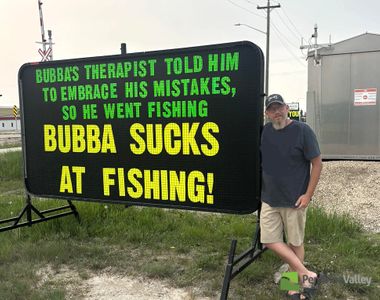 BUBBA'S THERAPIST TOLD HIM
TO EMBRACE HIS MISTAKES,
SO HE WENT FISHING
BUBBA SUCKS
AT FISHING!
Valley